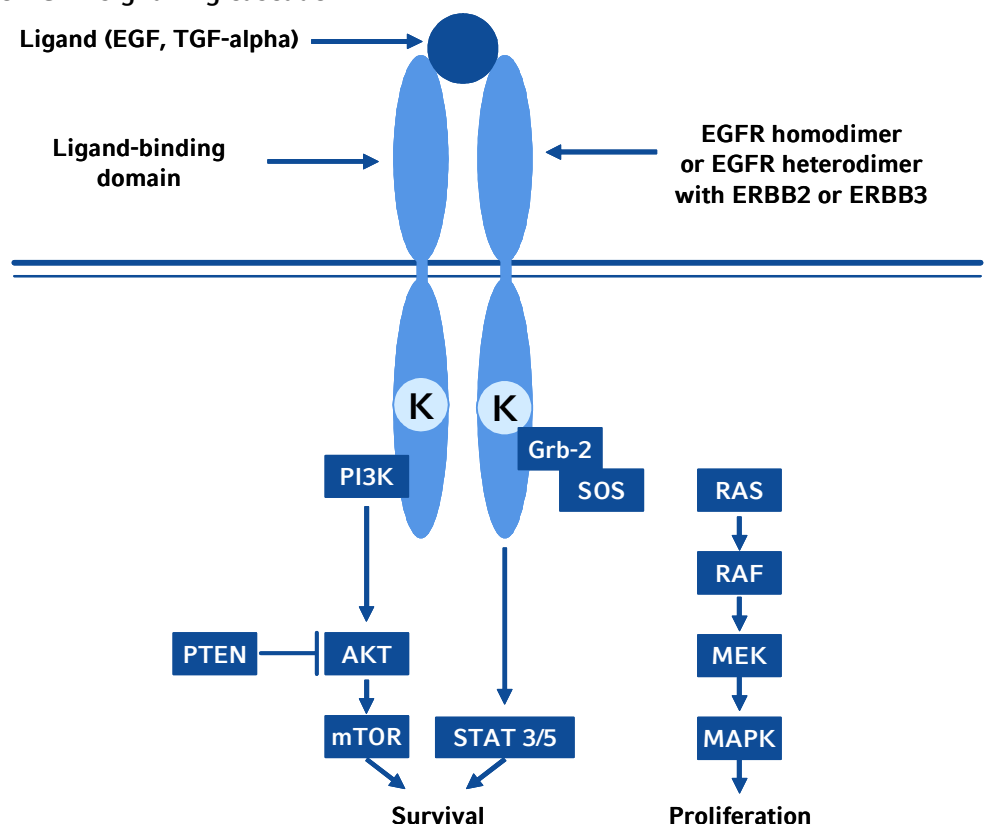 Ligand (EGF, TGF-alpha)
Ligand-binding
domain
EGFR homodimer
or EGFR heterodimer
with ERBB2 or ERBB3
K
K
Grb-2
PI3K
SOS
RAS
RAF
PTEN
AKT
MEK
mTOR
STAT 3/5
MAPK
Survival
Proliferation